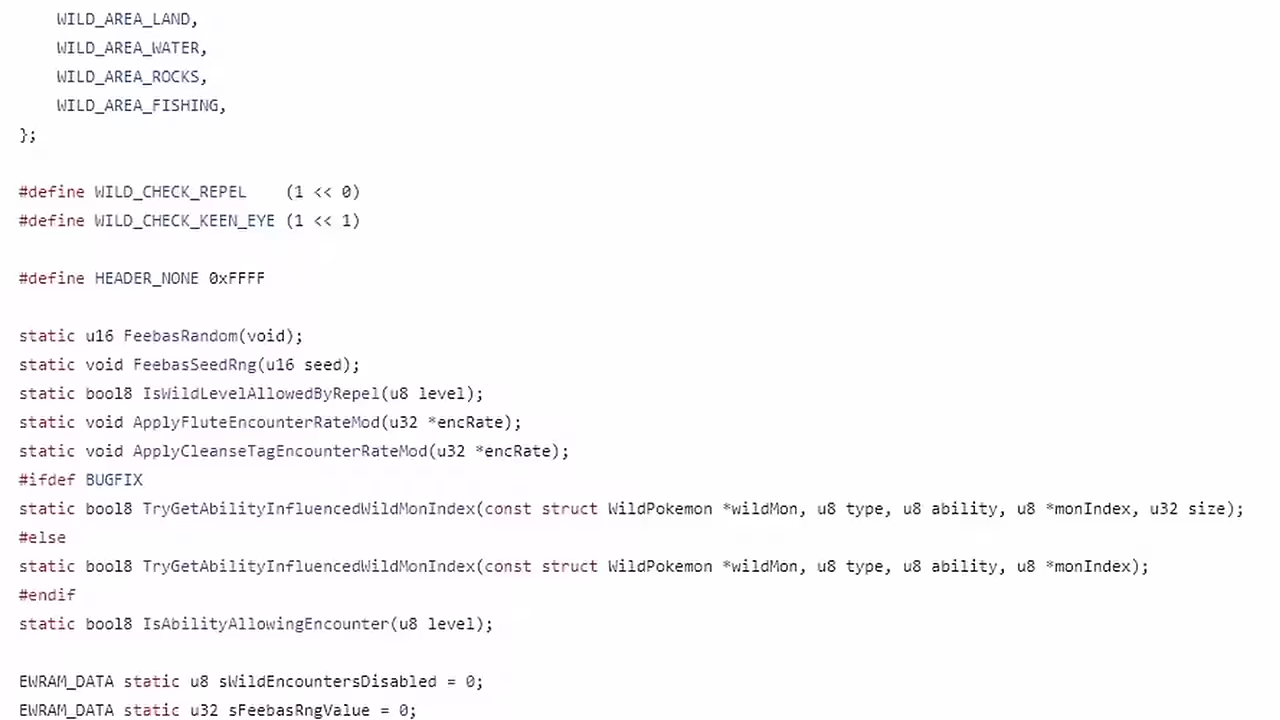 WILD_AREA_LAND,
WILD_AREA_WATER,
WILD_AREA_ROCKS,
WILD_AREA_FISHING,
};
#define WILD_CHECK_REPEL    (1 << 0)
#define WILD_CHECK_KEEN_EYE (1 << 1)
#define HEADER_NONE 0xFFFF
static u16 FeebasRandom(void);
static void FeebasSeedRng(u16 seed);
static bool8 IsWildLevelAllowedByRepel(u8 level);
static void ApplyFluteEncounterRateMod(u32 *encRate);
static void ApplyCleanseTagEncounterRateMod(u32 *encRate);
#ifdef BUGFIX
static bool8 TryGetAbilityInfluencedWildMonIndex(const struct WildPokemon *wildMon, u8 type, u8 ability, u8 *monIndex, u32 size);
#else
static bool8 TryGetAbilityInfluencedWildMonIndex(const struct WildPokemon *wildMon, u8 type, u8 ability, u8 *monIndex);
#endif
static bool8 IsAbilityAllowingEncounter(u8 level);
EWRAM_DATA static u8 sWildEncountersDisabled = 0;
EWRAM_DATA static u32 sFeebasRngValue = 0;